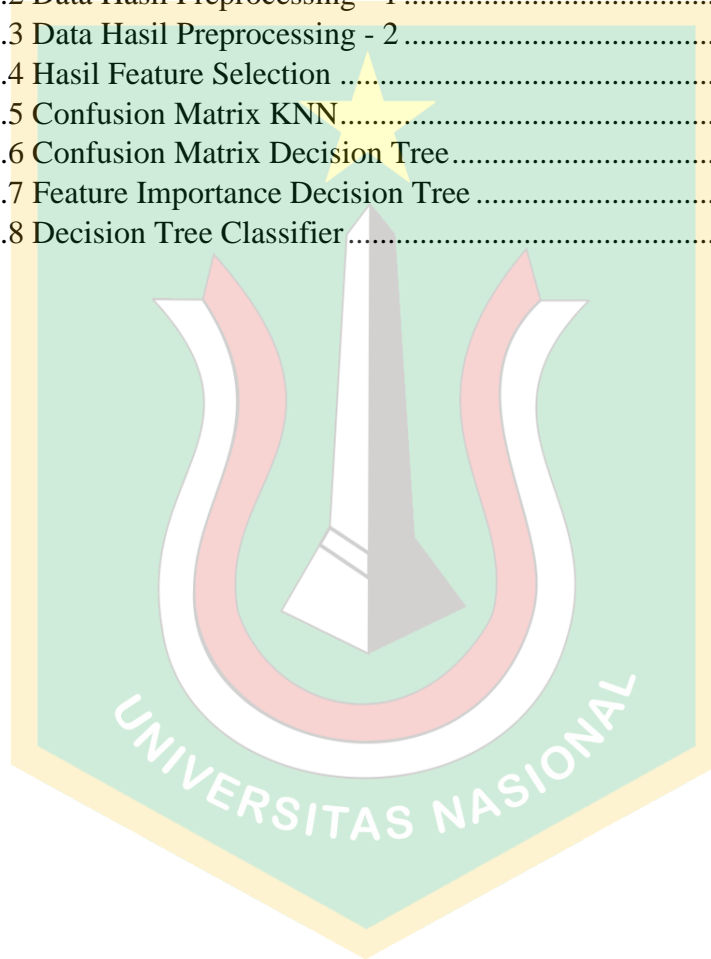 .2 Data Hasil Preprocessing - 1........................................
.3 Data Hasil Preprocessing - 2........................................
.4 Hasil Feature Selection ................................................
.5 Confusion Matrix KNN................................................
.6 Confusion Matrix Decision Tree..............................
.7 Feature Importance Decision Tree ..............................
.8 Decision Tree Classifier ..............................................
UNIVERSITAS NASIONAL